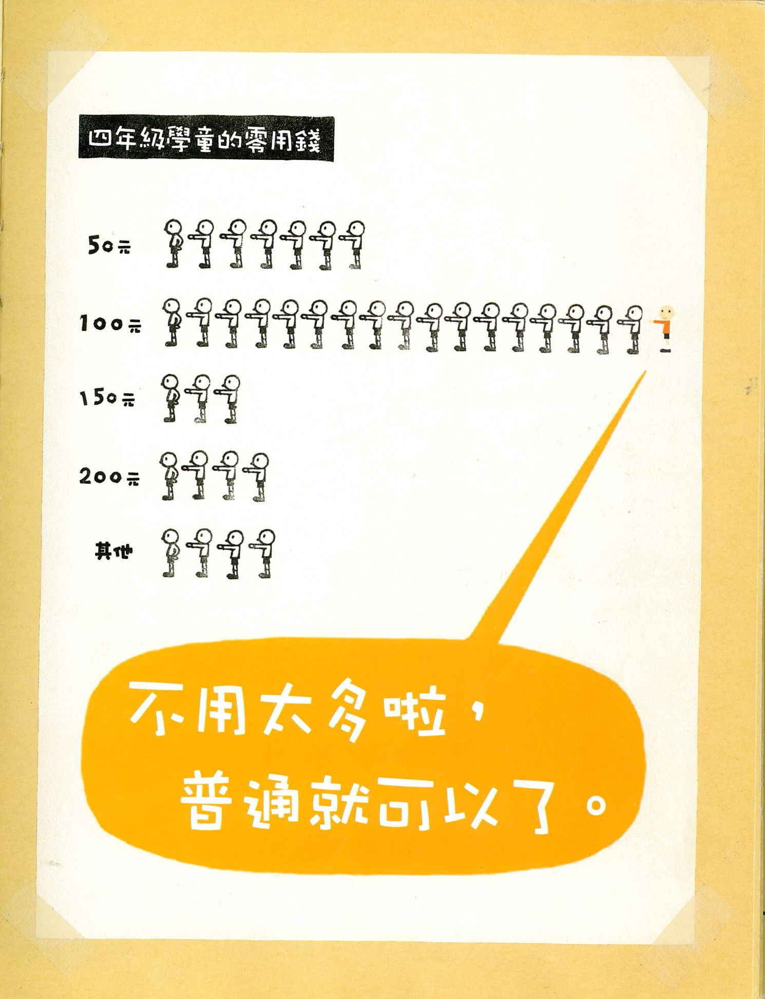 四年級學童的零用錢
50元
100元
150元
200元
其他
不用太多啦，
普通就可以了。